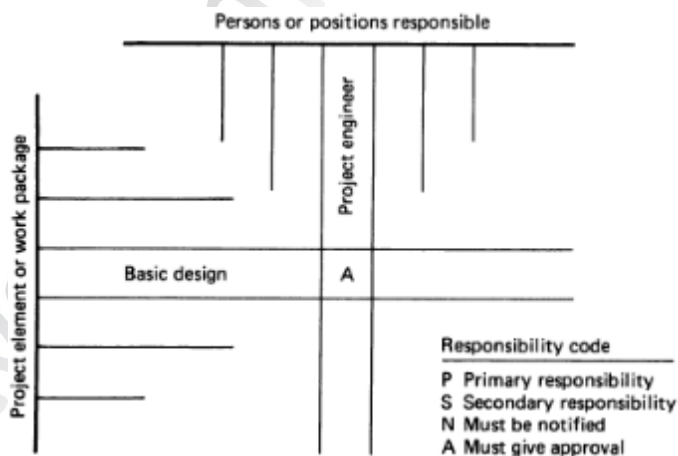 Persons or positions responsible
Project engineer
Project element or work package
Basic design
A
Responsibility code
P Primary responsibility
S Secondary responsibility
N Must be notified
A Must give approval